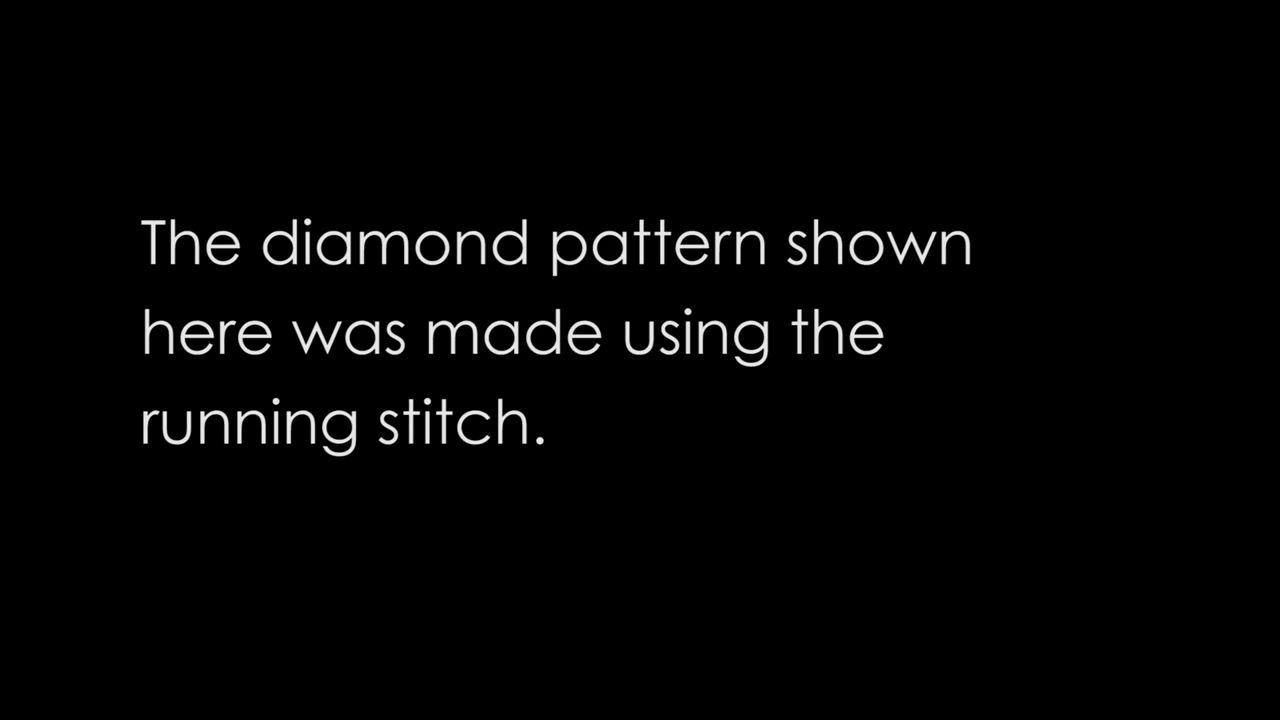 The diamond pattern shown
here was made using the
running stitch.